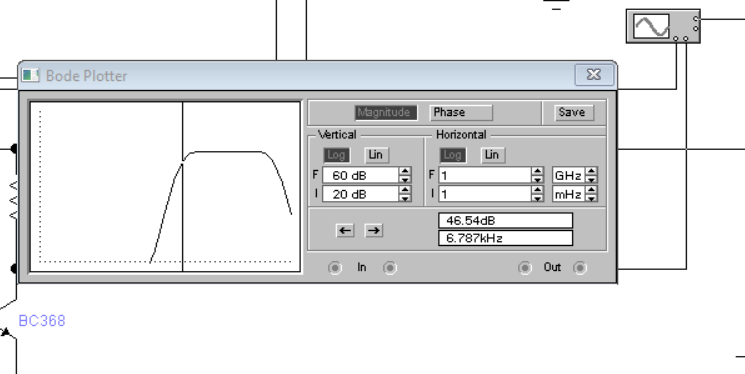 Bode Plotter
Magnitude Phase Save
Vertical Horizontal
Log Lin Log Lin
F 60 dB F 1 GHz
I 20 dB I 1 mHz
46.54dB
6.787kHz
In Out
BC368